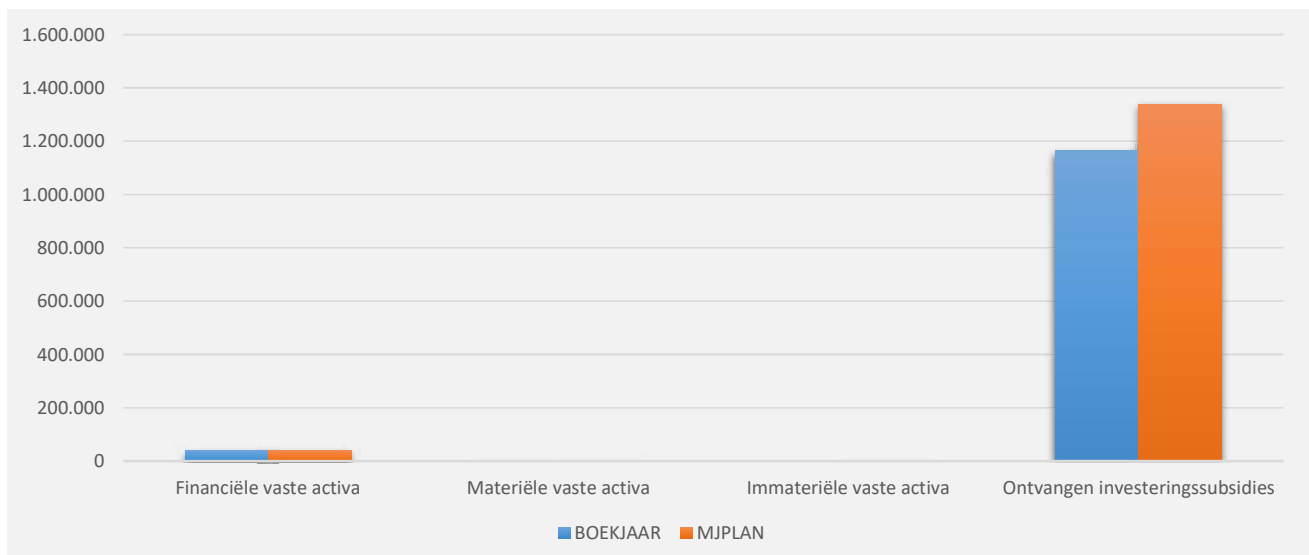 1.600.000
1.400.000
1.200.000
1.000.000
800.000
600.000
400.000
200.000
0
Financiële vaste activa
Materiële vaste activa
Immateriële vaste activa
Ontvangen investeringssubsidies
BOEKJAAR
MJPLAN